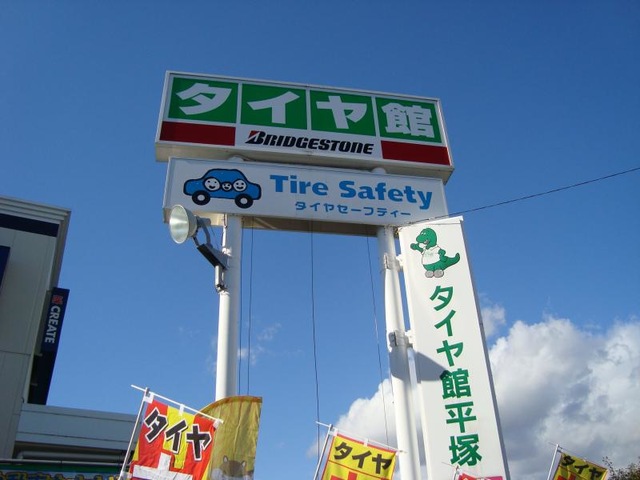 タイヤ館
BRIDGESTONE
Tire Safety
タイヤセーフティー
タイヤ館平塚
CREATE
タイヤ
タイヤ
タイヤ